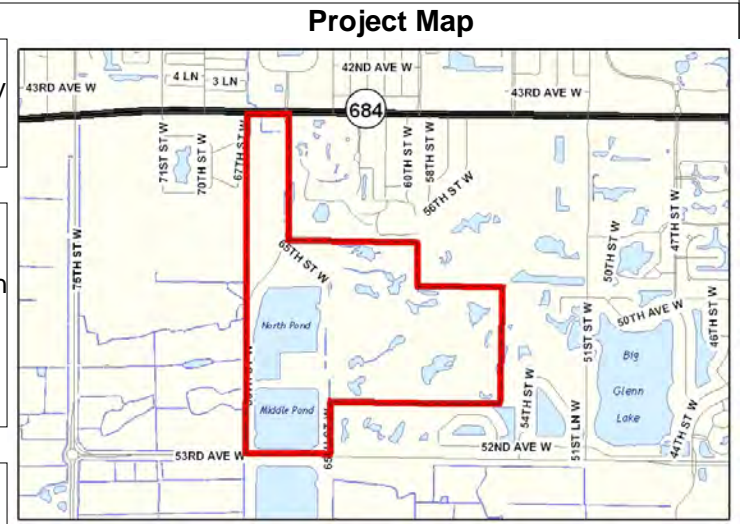 Project Map
42ND AVE W
4 LN
3 LN
43RD AVE W
43RD AVE W
684
71ST ST W
70TH ST W
67TH ST W
60TH ST W
58TH ST W
56TH ST W
47TH ST W
50TH ST W
75TH ST W
65TH ST W
51ST ST W
50TH AVE W
46TH ST W
North Pond
Big
Glenn
Lake
Middle Pond
54TH ST W
51ST LN W
44TH ST W
53RD AVE W
52ND AVE W